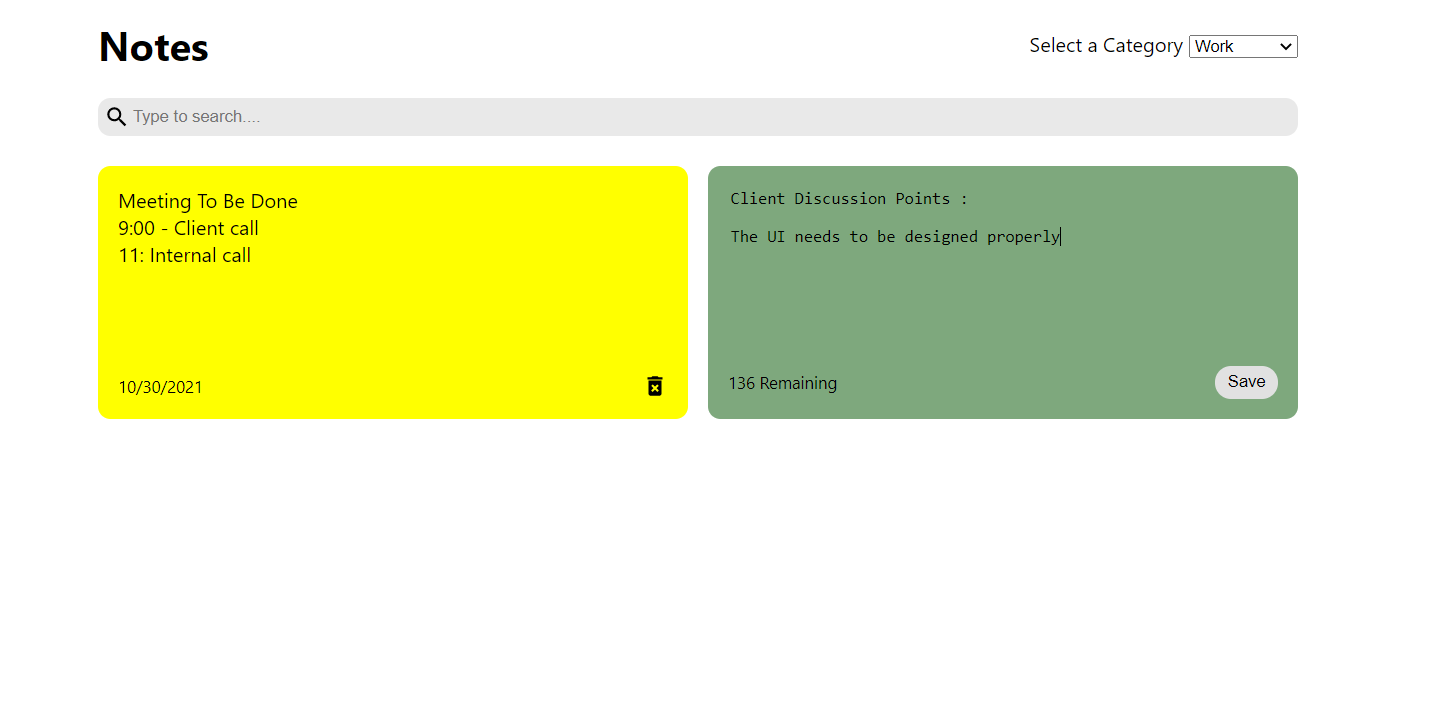 Notes
Select a Category Work
Type to search....
Meeting To Be Done
9:00 - Client call
11: Internal call
10/30/2021
Client Discussion Points :
The UI needs to be designed properly
136 Remaining
Save